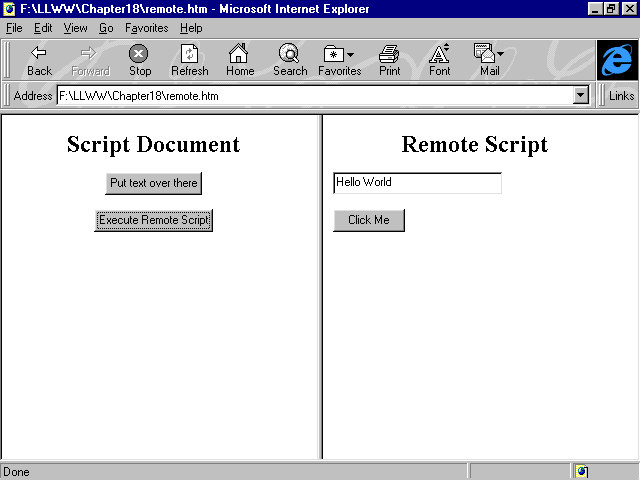 F:\LLWW\Chapter18\remote.htm - Microsoft Internet Explorer
File Edit View Go Favorites Help
Back Forward Stop Refresh Home Search Favorites Print Font Mail
Address F:\LLWW\Chapter18\remote.htm Links
Script Document
Put text over there
Execute Remote Script
Remote Script
Hello World
Click Me
Done